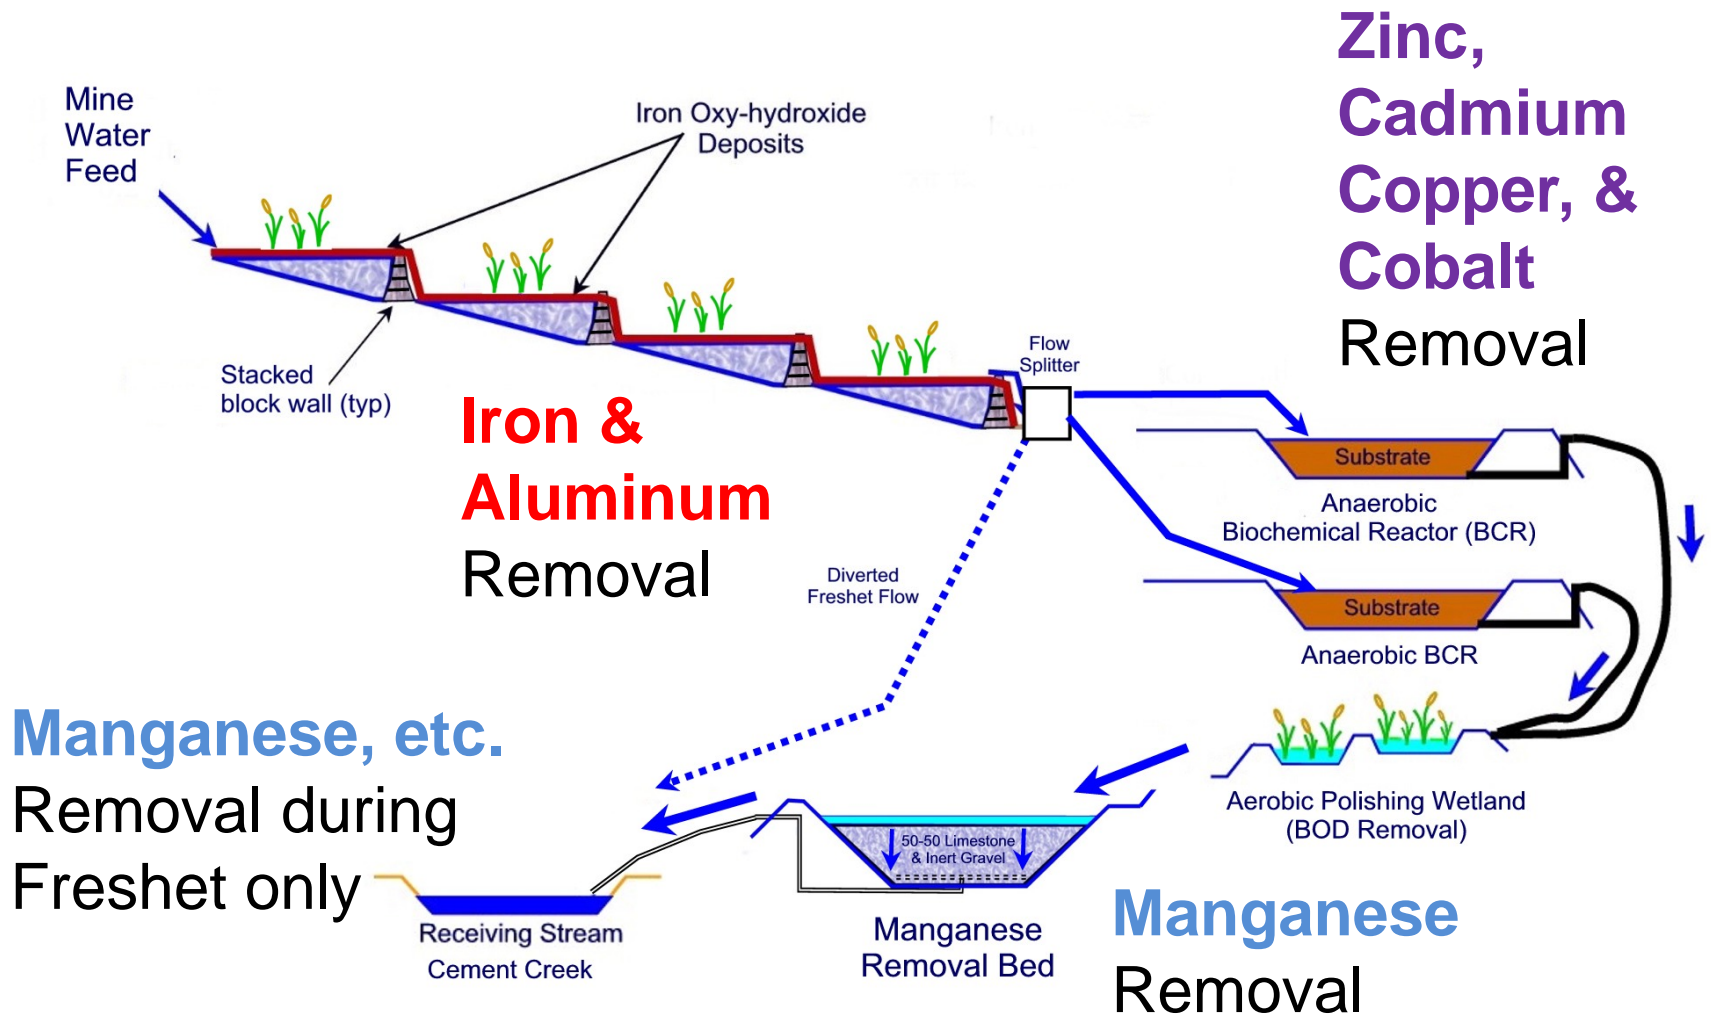 Mine
Water
Feed
Iron Oxy-hydroxide
Deposits
Zinc,
Cadmium
Copper, &
Cobalt
Removal
Stacked
block wall (typ)
Iron &
Aluminum
Removal
Flow
Splitter
Substrate
Anaerobic
Biochemical Reactor (BCR)
Diverted
Freshet Flow
Substrate
Anaerobic BCR
Manganese, etc.
Removal during
Freshet only
Aerobic Polishing Wetland
(BOD Removal)
50-50 Limestone
& Inert Gravel
Receiving Stream
Cement Creek
Manganese
Removal Bed
Manganese
Removal